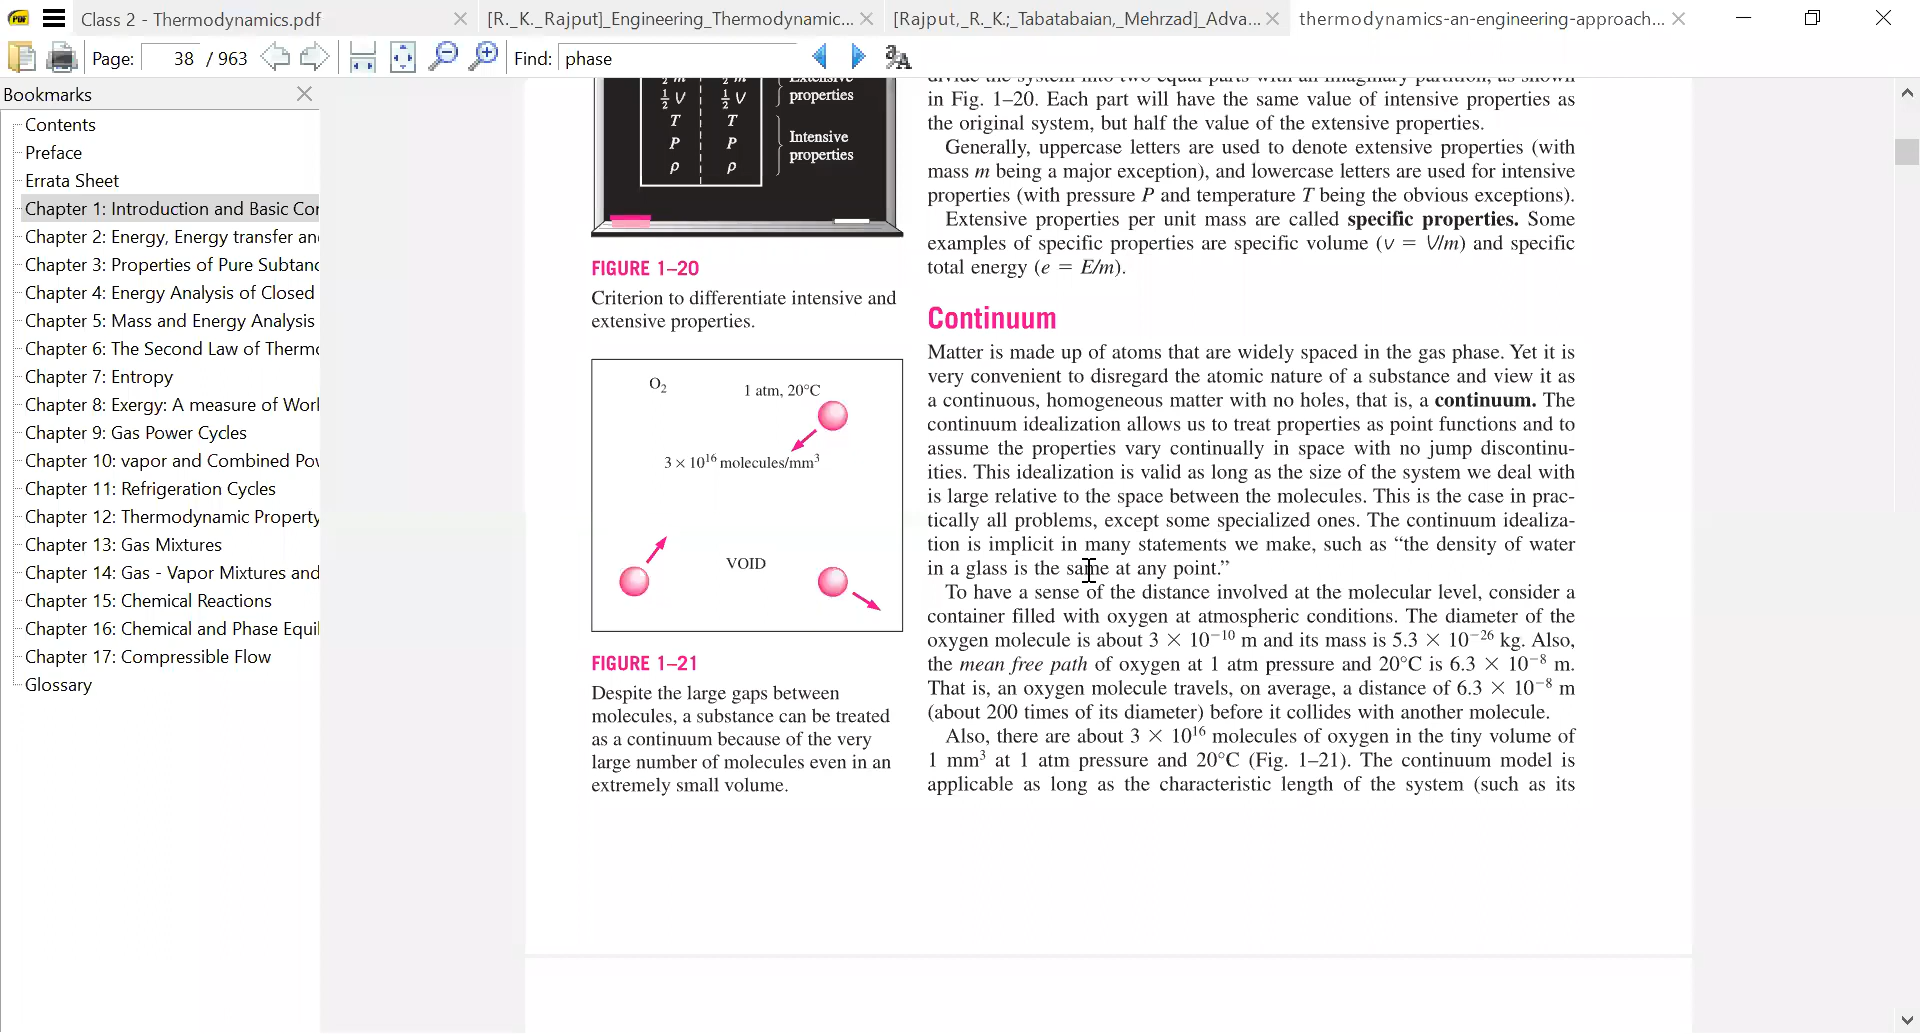 Class 2 - Thermodynamics.pdf
[R._K._Rajput]_Engineering_Thermodynamic...
[Rajput,_R._K.;_Tabatabaian,_Mehrzad]_Adva...
thermodynamics-an-engineering-approach...
Page: 38 / 963 Find: phase
Bookmarks
Contents
Preface
Errata Sheet
Chapter 1: Introduction and Basic Cor
Chapter 2: Energy, Energy transfer an
Chapter 3: Properties of Pure Subtanc
Chapter 4: Energy Analysis of Closed
Chapter 5: Mass and Energy Analysis
Chapter 6: The Second Law of Thermo
Chapter 7: Entropy
Chapter 8: Exergy: A measure of Worl
Chapter 9: Gas Power Cycles
Chapter 10: vapor and Combined Pov
Chapter 11: Refrigeration Cycles
Chapter 12: Thermodynamic Property
Chapter 13: Gas Mixtures
Chapter 14: Gas - Vapor Mixtures and
Chapter 15: Chemical Reactions
Chapter 16: Chemical and Phase Equil
Chapter 17: Compressible Flow
Glossary
½ m ½ m Extensive
½ V ½ V properties
T T
P P Intensive
ρ ρ properties
FIGURE 1–20
Criterion to differentiate intensive and
extensive properties.
O₂ 1 atm, 20°C
3 × 10¹⁶ molecules/mm³
VOID
FIGURE 1–21
Despite the large gaps between
molecules, a substance can be treated
as a continuum because of the very
large number of molecules even in an
extremely small volume.
divide the system into two equal parts with an imaginary partition, as shown
in Fig. 1–20. Each part will have the same value of intensive properties as
the original system, but half the value of the extensive properties.
Generally, uppercase letters are used to denote extensive properties (with
mass m being a major exception), and lowercase letters are used for intensive
properties (with pressure P and temperature T being the obvious exceptions).
Extensive properties per unit mass are called specific properties. Some
examples of specific properties are specific volume (v = V/m) and specific
total energy (e = E/m).
Continuum
Matter is made up of atoms that are widely spaced in the gas phase. Yet it is
very convenient to disregard the atomic nature of a substance and view it as
a continuous, homogeneous matter with no holes, that is, a continuum. The
continuum idealization allows us to treat properties as point functions and to
assume the properties vary continually in space with no jump discontinu-
ities. This idealization is valid as long as the size of the system we deal with
is large relative to the space between the molecules. This is the case in prac-
tically all problems, except some specialized ones. The continuum idealiza-
tion is implicit in many statements we make, such as “the density of water
in a glass is the same at any point.”
To have a sense of the distance involved at the molecular level, consider a
container filled with oxygen at atmospheric conditions. The diameter of the
oxygen molecule is about 3 × 10⁻¹⁰ m and its mass is 5.3 × 10⁻²⁶ kg. Also,
the mean free path of oxygen at 1 atm pressure and 20°C is 6.3 × 10⁻⁸ m.
That is, an oxygen molecule travels, on average, a distance of 6.3 × 10⁻⁸ m
(about 200 times of its diameter) before it collides with another molecule.
Also, there are about 3 × 10¹⁶ molecules of oxygen in the tiny volume of
1 mm³ at 1 atm pressure and 20°C (Fig. 1–21). The continuum model is
applicable as long as the characteristic length of the system (such as its